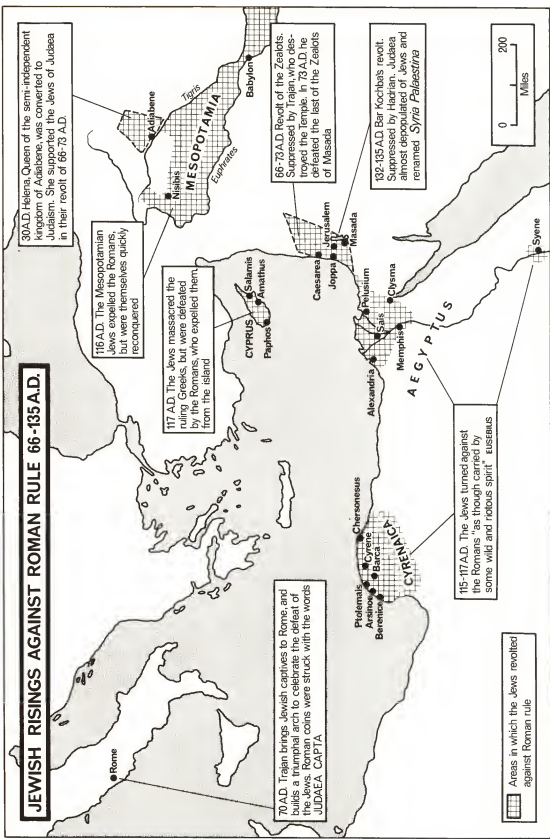 JEWISH RISINGS AGAINST ROMAN RULE 66-135 A.D.
30 A.D. Helena, Queen of the semi-independent
kingdom of Adiabene, was converted to
Judaism. She supported the Jews of Judaea
in their revolt of 66-73 A.D.
116 A.D. The Mesopotamian
Jews expelled the Romans,
but were themselves quickly
reconquered
117 A.D. The Jews massacred the
ruling Greeks, but were defeated
by the Romans, who expelled them
from the island
70 A.D. Trajan brings Jewish captives to Rome, and
builds a triumphal arch to celebrate the defeat of
the Jews. Roman coins were struck with the words
JUDAEA CAPTA
66-73 A.D. Revolt of the Zealots.
Suppressed by Trajan, who des-
troyed the Temple. In 73 A.D. he
defeated the last of the Zealots
of Masada
132-135 A.D. Bar Kochba's revolt.
Suppressed by Hadrian. Judaea
almost depopulated of Jews and
renamed Syria Palaestina
115-117 A.D. The Jews turned against
the Romans "as though carried by
some wild and riotous spirit" EUSEBIUS
Rome
Adiabene
Tigris
Nisibis
MESOPOTAMIA
Euphrates
Babylon
CYPRUS
Salamis
Amathus
Paphos
Caesarea
Jerusalem
Joppa
Masada
Pelusium
Clysma
Sais
Alexandria
Memphis
AEGYPTUS
Syene
Chersonesus
Ptolemais
Cyrene
Arsinoe
Barca
Berenice
CYRENAICA
Areas in which the Jews revolted
against Roman rule
0
200
Miles